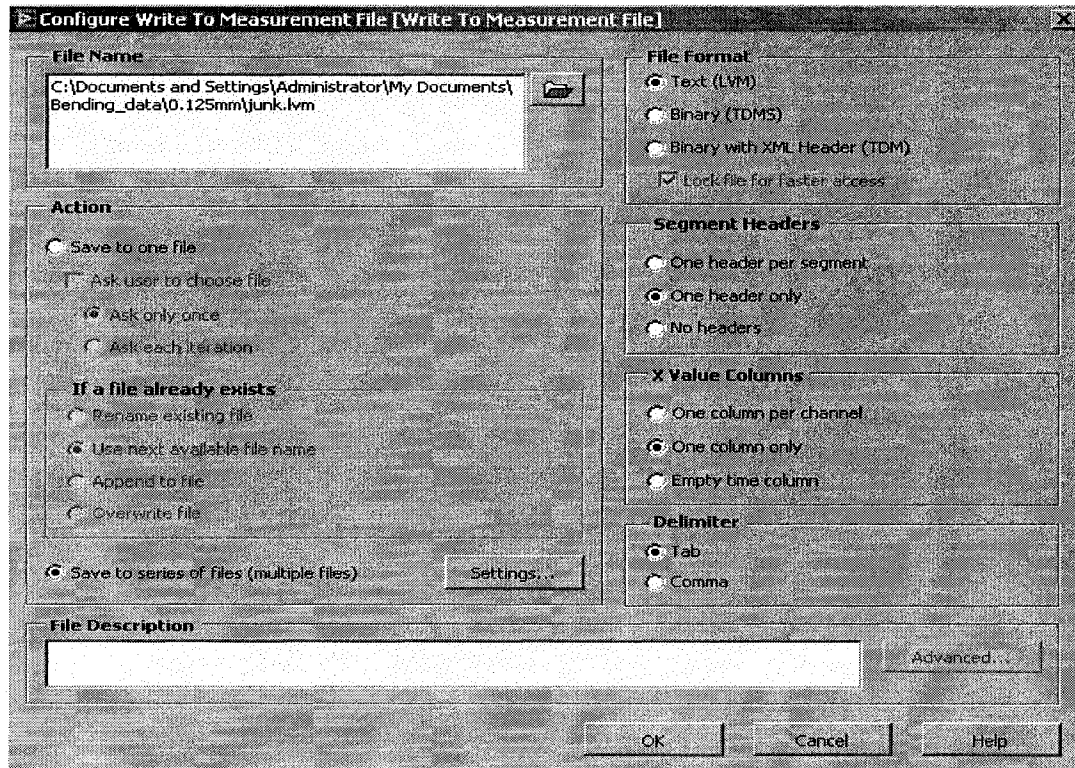 Configure Write To Measurement File [Write To Measurement File]
File Name
C:\Documents and Settings\Administrator\My Documents\
Bending_data\0.125mm\junk.lvm
Action
Save to one file
Ask user to choose file
Ask only once
Ask each iteration
If a file already exists
Rename existing file
Use next available file name
Append to file
Overwrite file
Save to series of files (multiple files)
Settings...
File Format
Text (LVM)
Binary (TDMS)
Binary with XML Header (TDM)
Lock file for faster access
Segment Headers
One header per segment
One header only
No headers
X Value Columns
One column per channel
One column only
Empty time column
Delimiter
Tab
Comma
File Description
Advanced...
OK
Cancel
Help